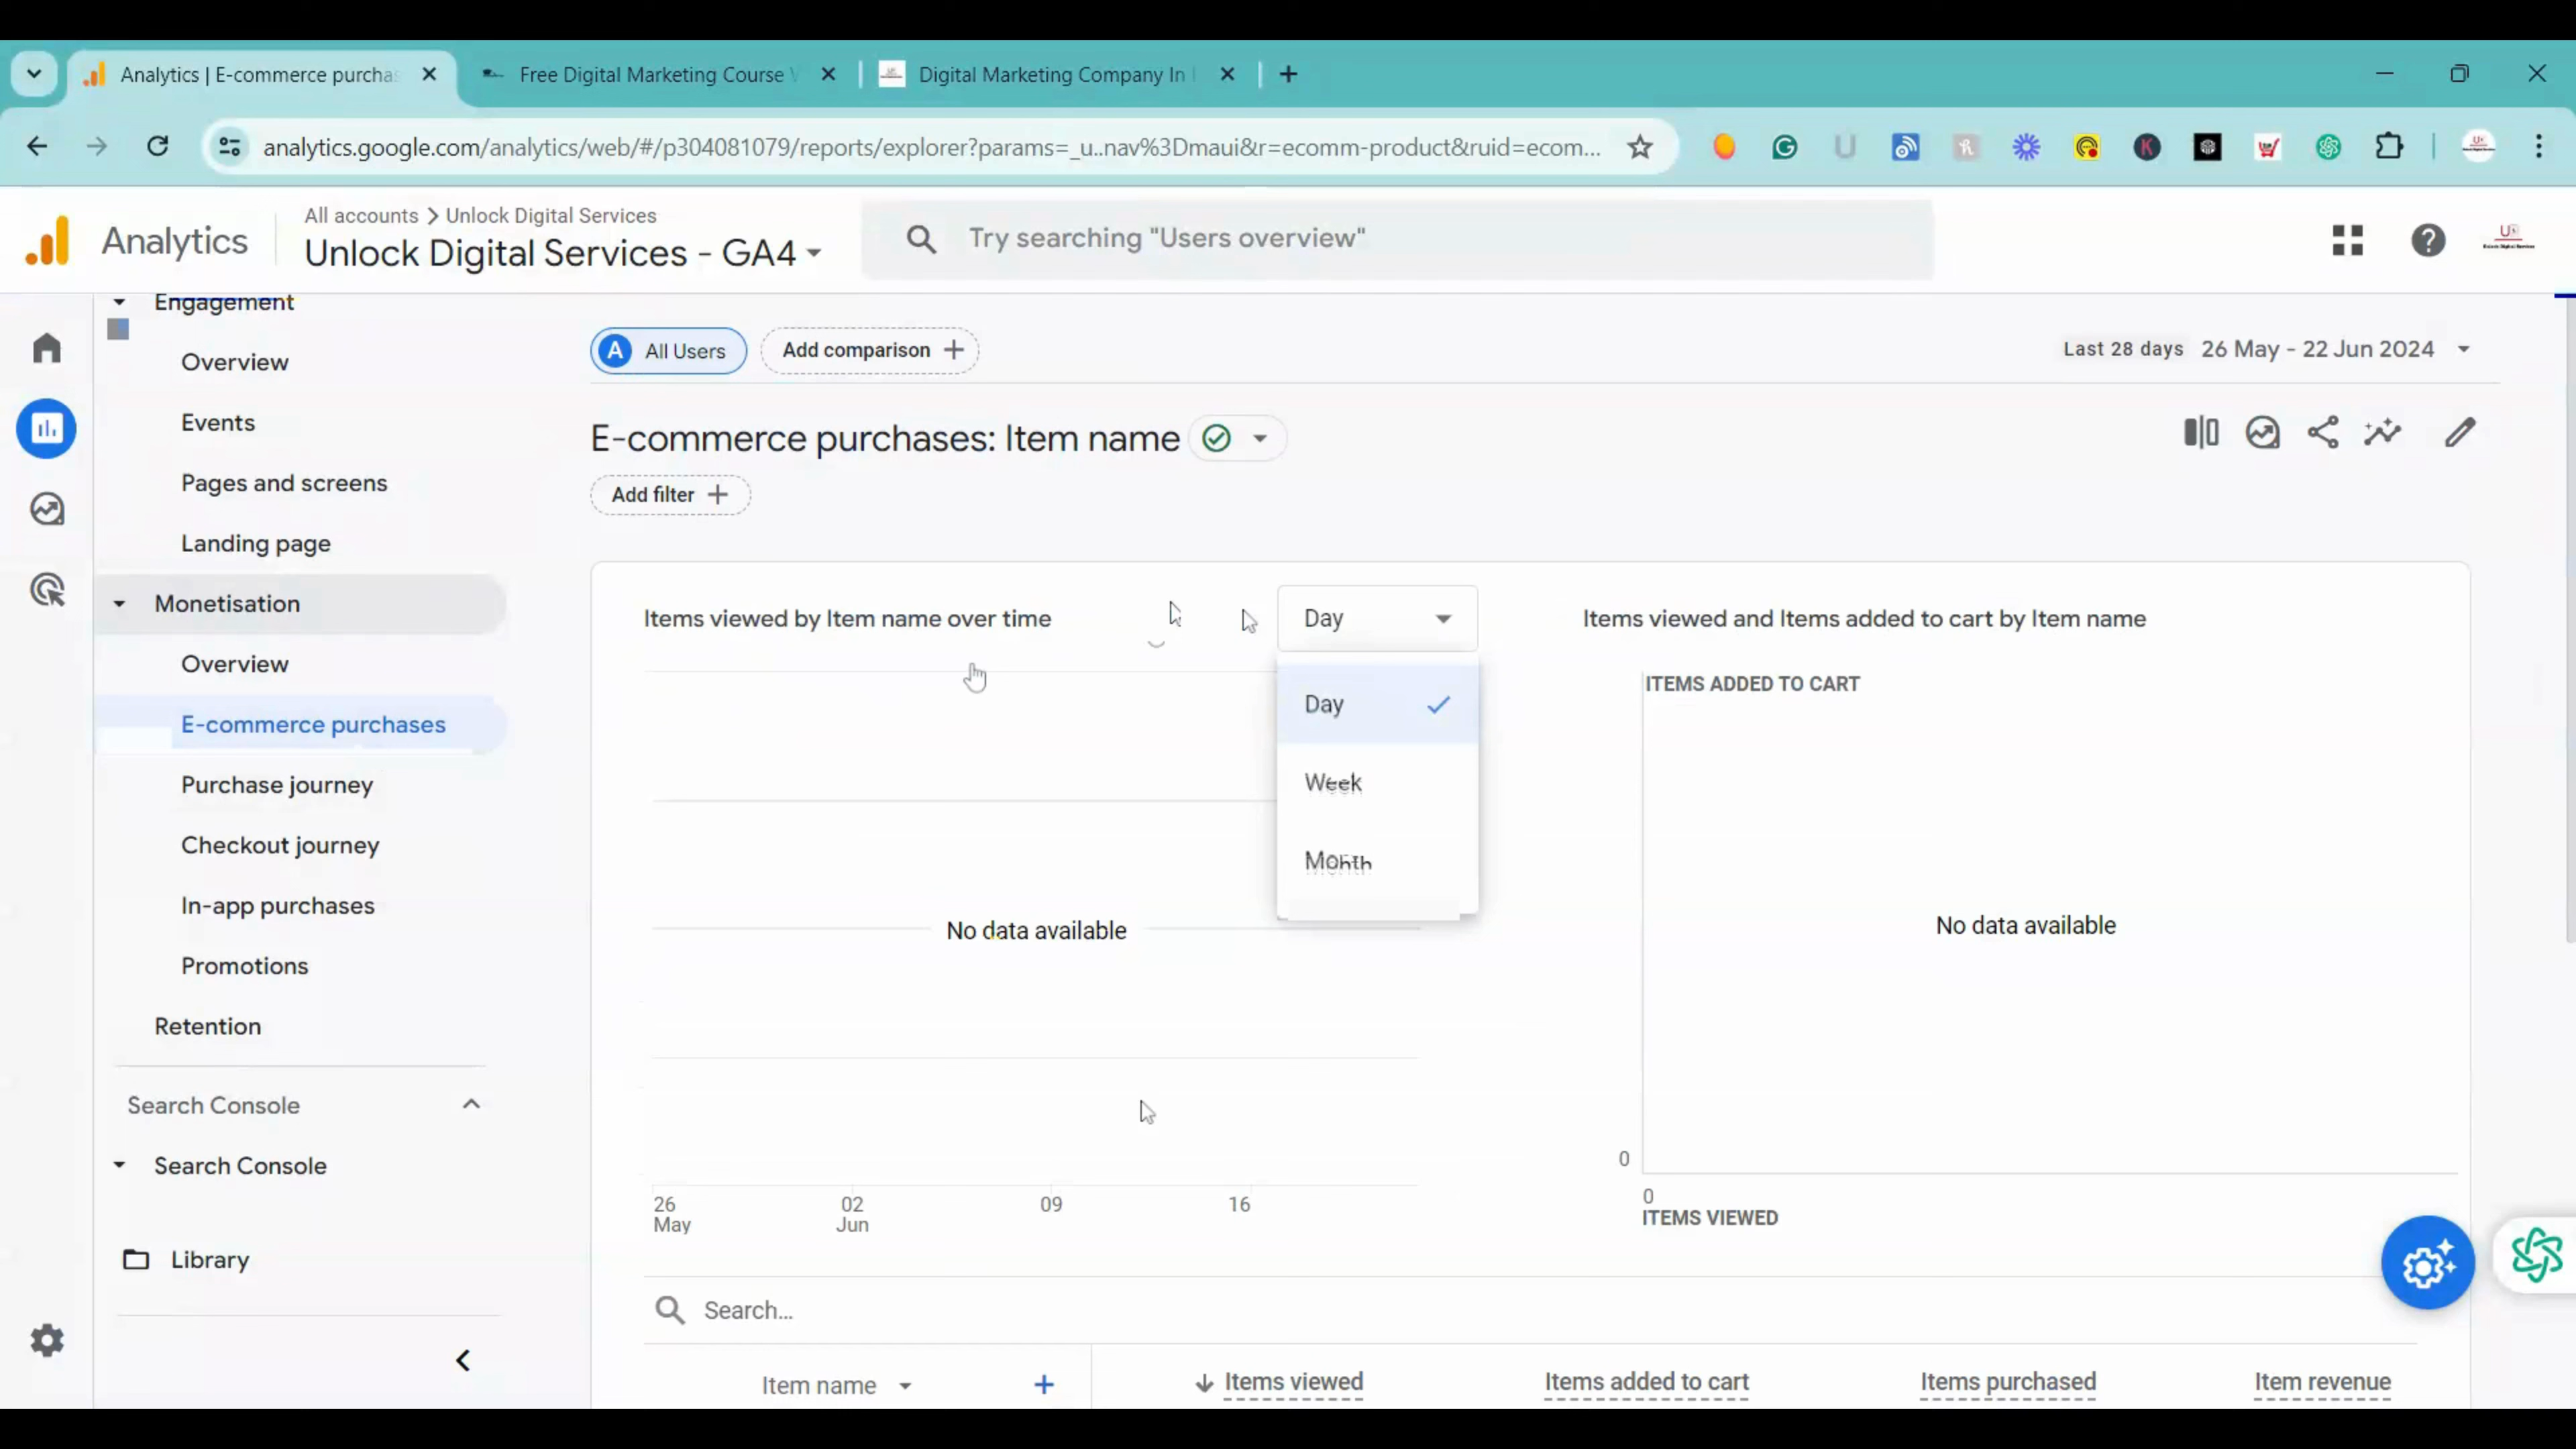 Analytics | E-commerce purchas
Free Digital Marketing Course
Digital Marketing Company In
analytics.google.com/analytics/web/#/p304081079/reports/explorer?params=_u..nav%3Dmaui&r=ecomm-product&ruid=ecom...
Analytics
All accounts > Unlock Digital Services
Unlock Digital Services - GA4
Try searching "Users overview"
Engagement
Overview
Events
Pages and screens
Landing page
Monetisation
Overview
E-commerce purchases
Purchase journey
Checkout journey
In-app purchases
Promotions
Retention
Search Console
Search Console
Library
A All Users
Add comparison +
Last 28 days 26 May - 22 Jun 2024
E-commerce purchases: Item name
Add filter +
Items viewed by Item name over time
Day
Day
Week
Month
No data available
26 May
02 Jun
09
16
Items viewed and Items added to cart by Item name
ITEMS ADDED TO CART
No data available
0
0
ITEMS VIEWED
Search...
Item name
Items viewed
Items added to cart
Items purchased
Item revenue